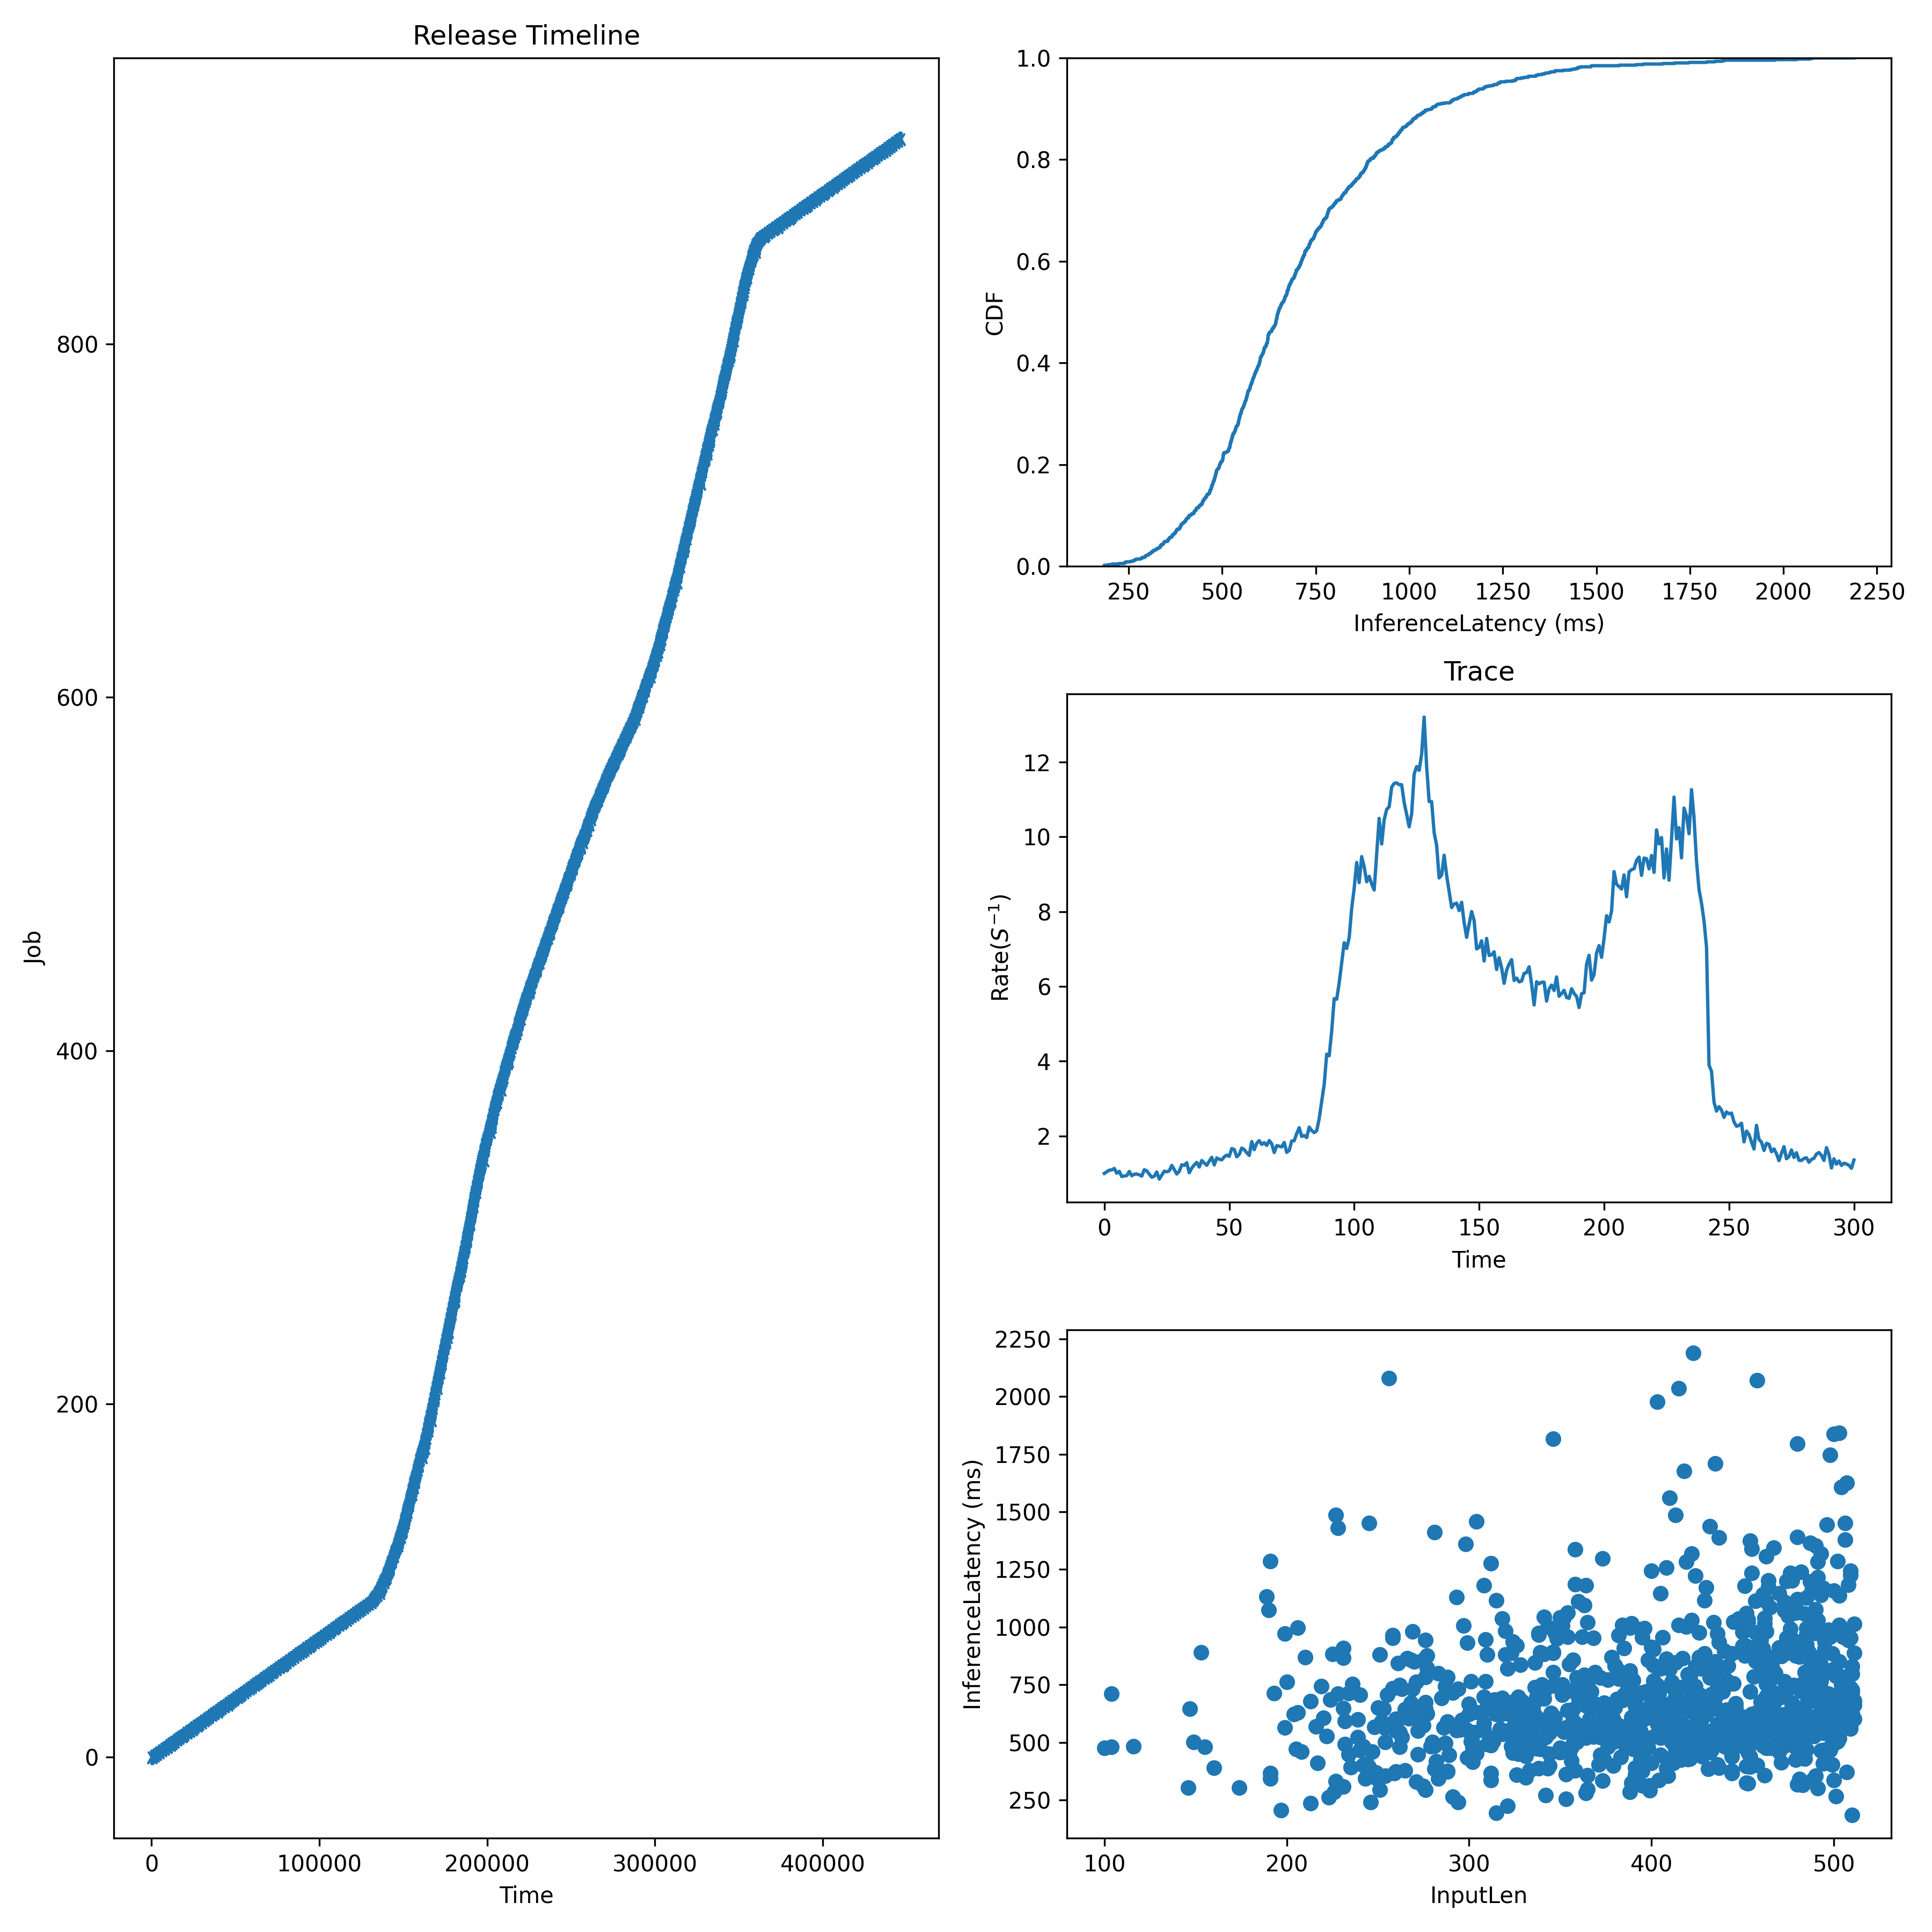 Release Timeline
Job
800
600
400
200
0
0 100000 200000 300000 400000
Time
CDF
1.0
0.8
0.6
0.4
0.2
0.0
250 500 750 1000 1250 1500 1750 2000 2250
InferenceLatency (ms)
Trace
Rate(S⁻¹)
12
10
8
6
4
2
0 50 100 150 200 250 300
Time
InferenceLatency (ms)
2250
2000
1750
1500
1250
1000
750
500
250
100 200 300 400 500
InputLen